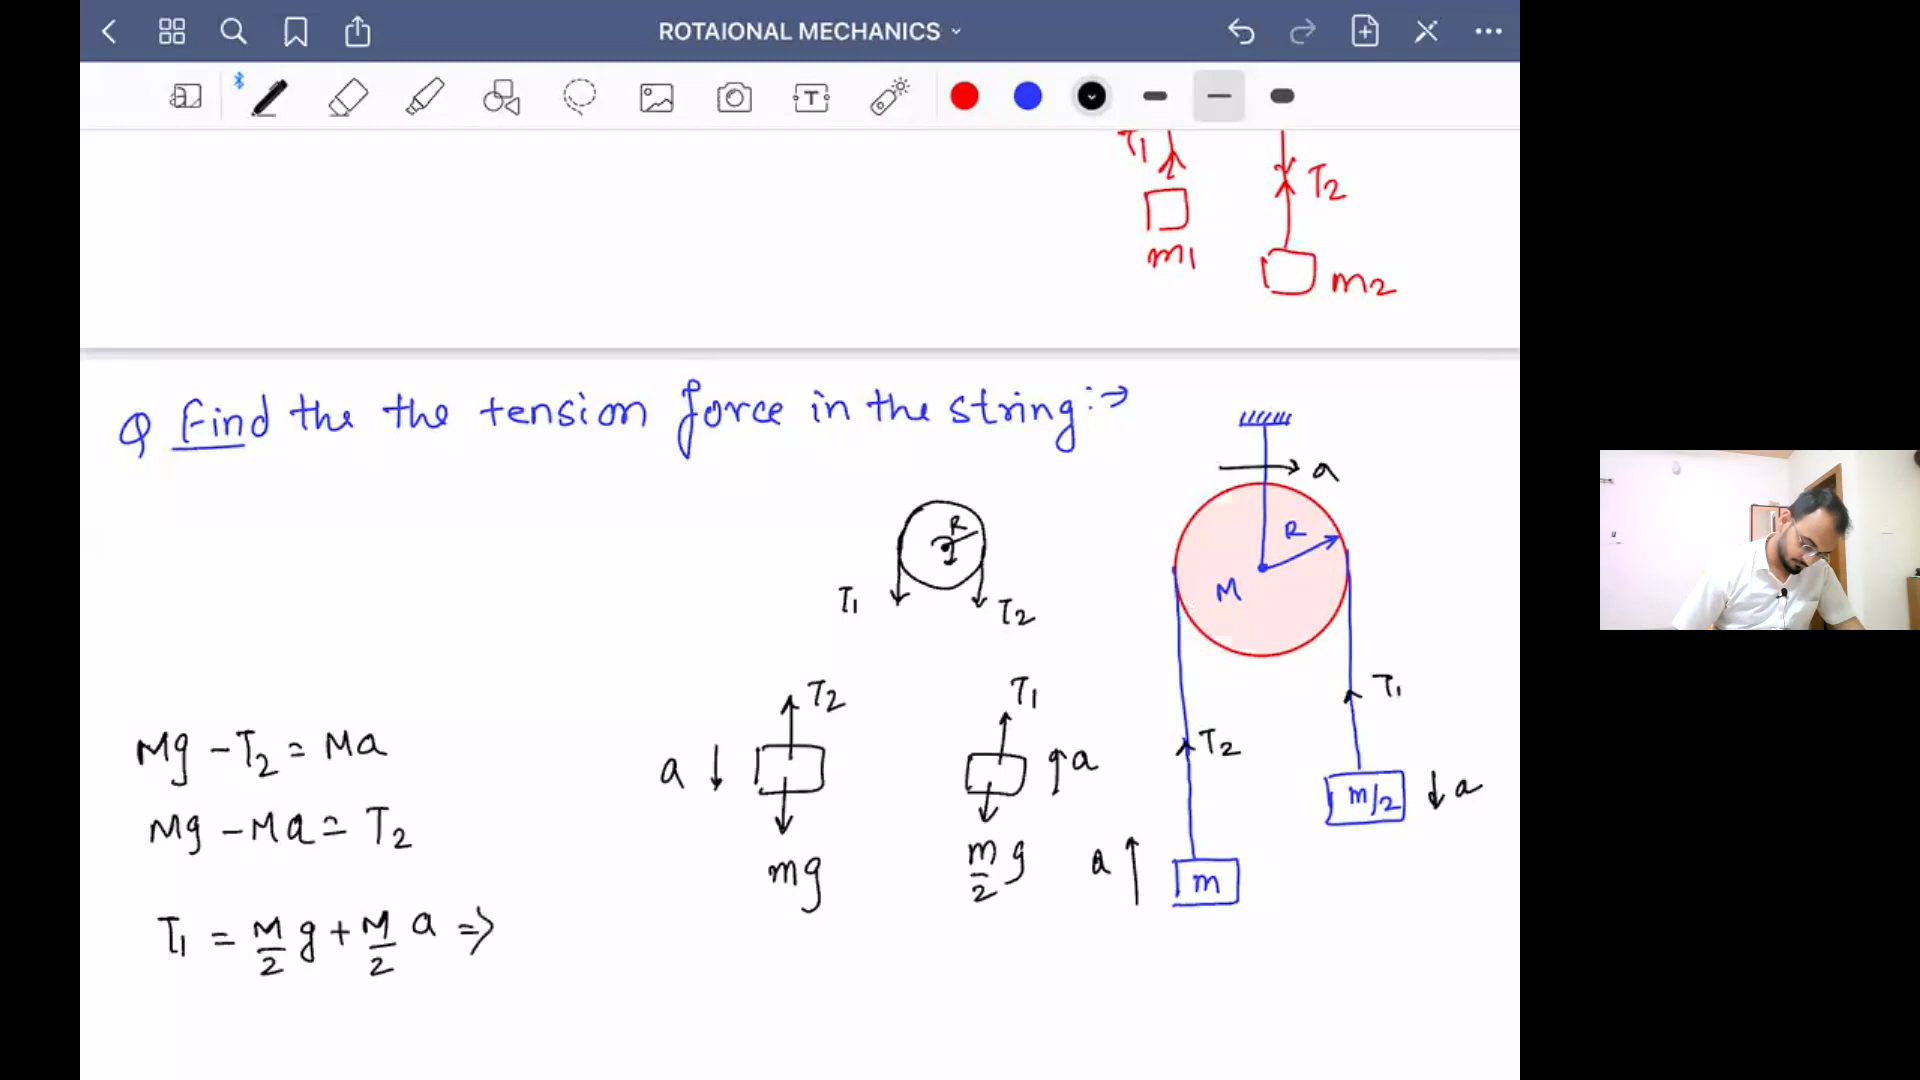 ROTAIONAL MECHANICS
T1
T2
m1
m2
Q Find the the tension force in the string:→
a
R
R
M
T1
T2
T2
T1
T1
Mg - T2 = Ma
a
a
T2
m/2
a
Mg - Ma = T2
mg
m/2 g
a
m
T1 = M/2 g + M/2 a ⇒